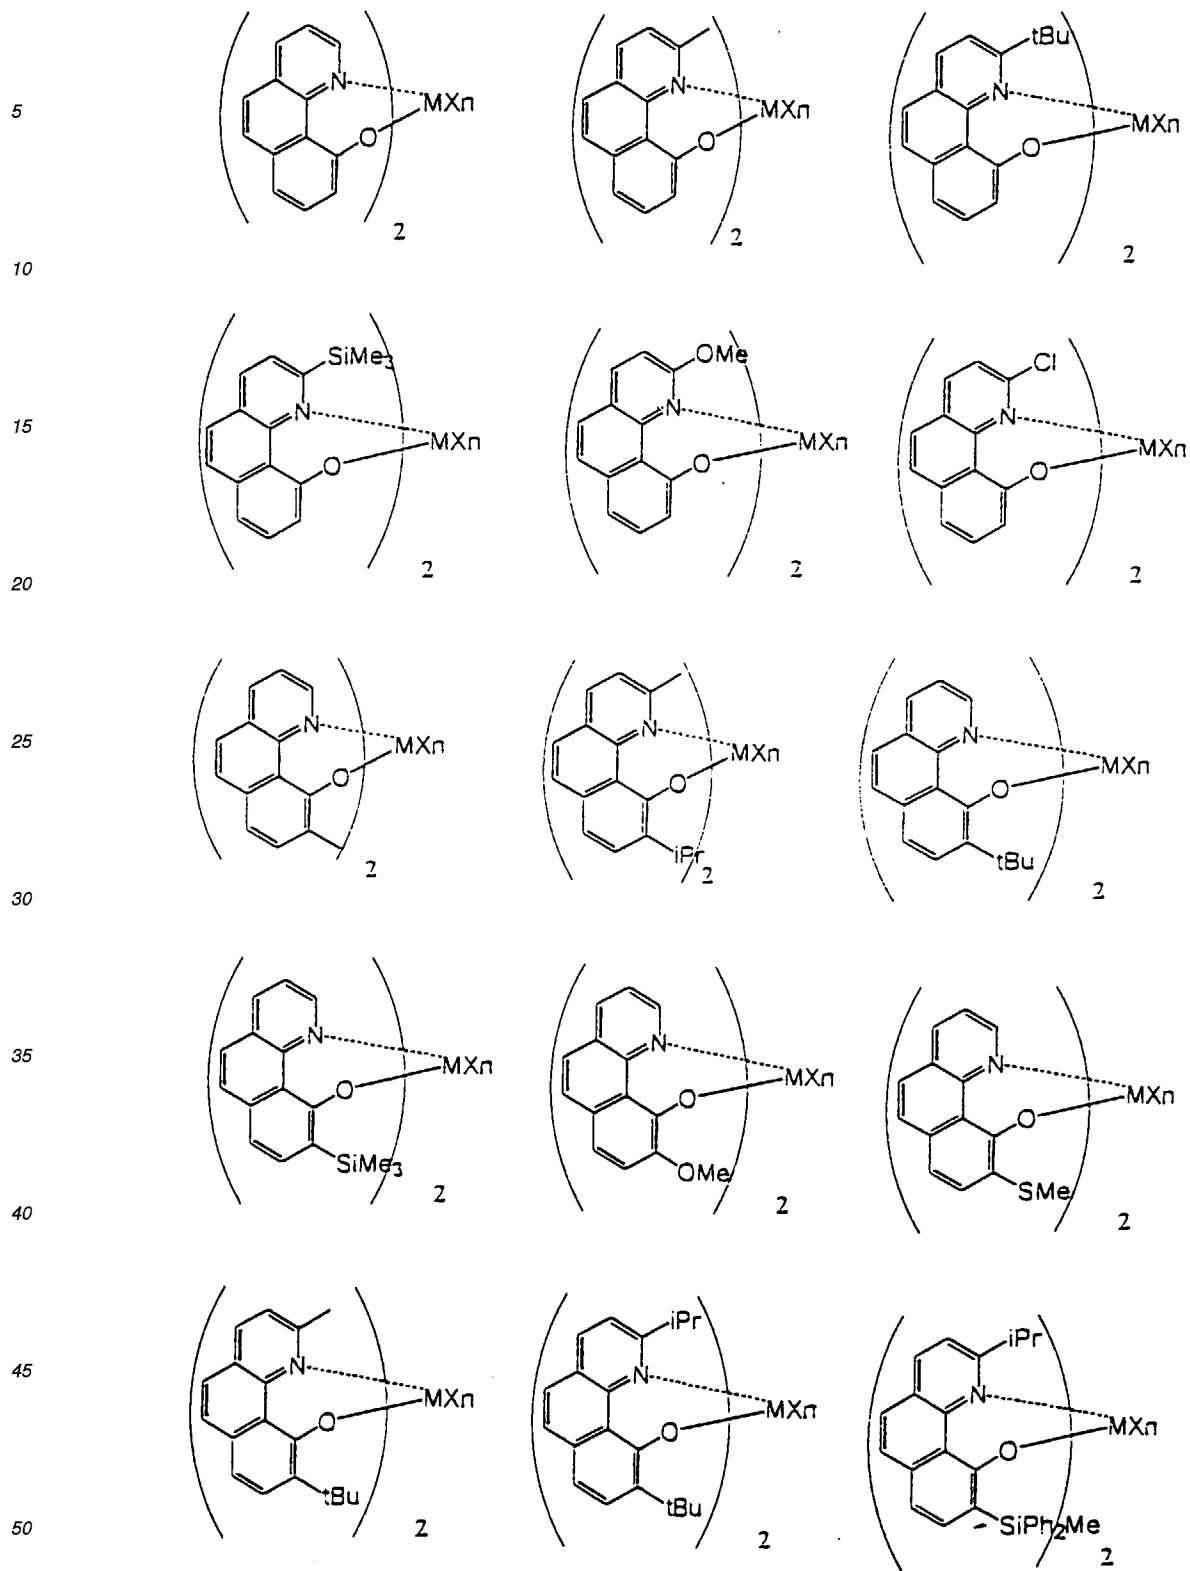 N O MXn 2
N O MXn 2
tBu N O MXn 2
5
10
SiMe3 N O MXn 2
OMe N O MXn 2
Cl N O MXn 2
15
20
N O MXn 2
N O MXn iPr 2
N O MXn tBu 2
25
30
N O MXn SiMe3 2
N O MXn OMe 2
N O MXn SMe 2
35
40
N O MXn tBu 2
iPr N O MXn tBu 2
iPr N O MXn SiPh2Me 2
45
50